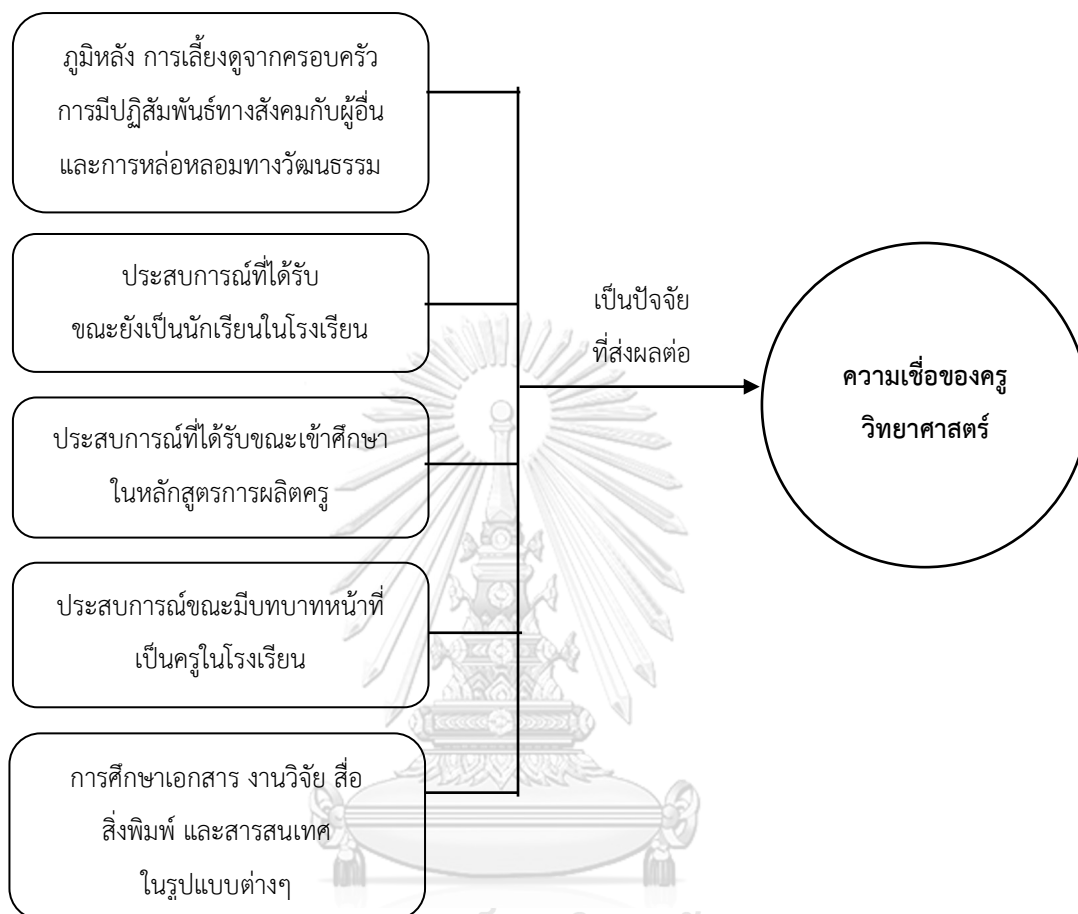 ภูมิหลัง การเลี้ยงดูจากครอบครัว
การมีปฏิสัมพันธ์ทางสังคมกับผู้อื่น
และการหล่อหลอมทางวัฒนธรรม
ประสบการณ์ที่ได้รับ
ขณะยังเป็นนักเรียนในโรงเรียน
ประสบการณ์ที่ได้รับขณะเข้าศึกษา
ในหลักสูตรการผลิตครู
ประสบการณ์ขณะมีบทบาทหน้าที่
เป็นครูในโรงเรียน
การศึกษาเอกสาร งานวิจัย สื่อ
สิ่งพิมพ์ และสารสนเทศ
ในรูปแบบต่างๆ
เป็นปัจจัย
ที่ส่งผลต่อ
ความเชื่อของครู
วิทยาศาสตร์